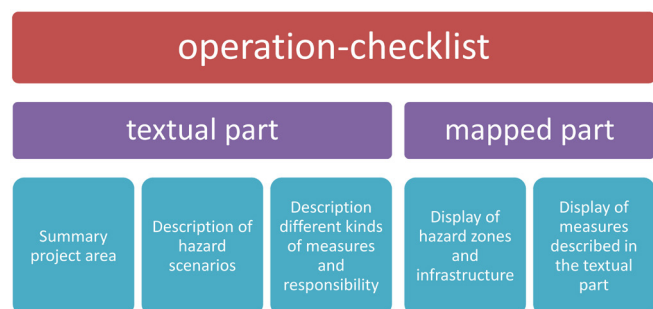 operation-checklist
textual part
mapped part
Summary
project area
Description of
hazard
scenarios
Description
different kinds
of measures
and
responsibility
Display of
hazard zones
and
infrastructure
Display of
measures
described in
the textual
part